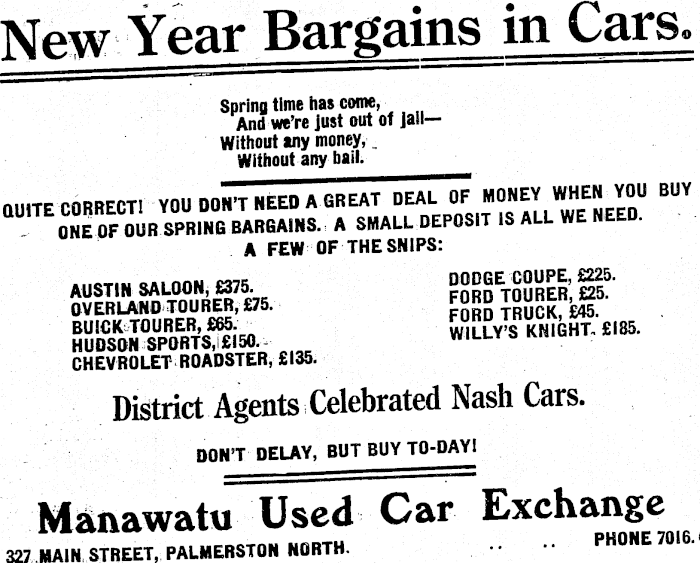 New Year Bargains in Cars.
Spring time has come,
And we're just out of jail—
Without any money,
Without any bail.
QUITE CORRECT! YOU DON'T NEED A GREAT DEAL OF MONEY WHEN YOU BUY
ONE OF OUR SPRING BARGAINS. A SMALL DEPOSIT IS ALL WE NEED.
A FEW OF THE SNIPS:
AUSTIN SALOON, £375.
OVERLAND TOURER, £75.
BUICK TOURER, £65.
HUDSON SPORTS, £150.
CHEVROLET ROADSTER, £135.
DODGE COUPE, £225.
FORD TOURER, £25.
FORD TRUCK, £45.
WILLY'S KNIGHT. £185.
District Agents Celebrated Nash Cars.
DON'T DELAY, BUT BUY TO-DAY!
Manawatu Used Car Exchange
327 MAIN STREET, PALMERSTON NORTH. .. .. PHONE 7016.